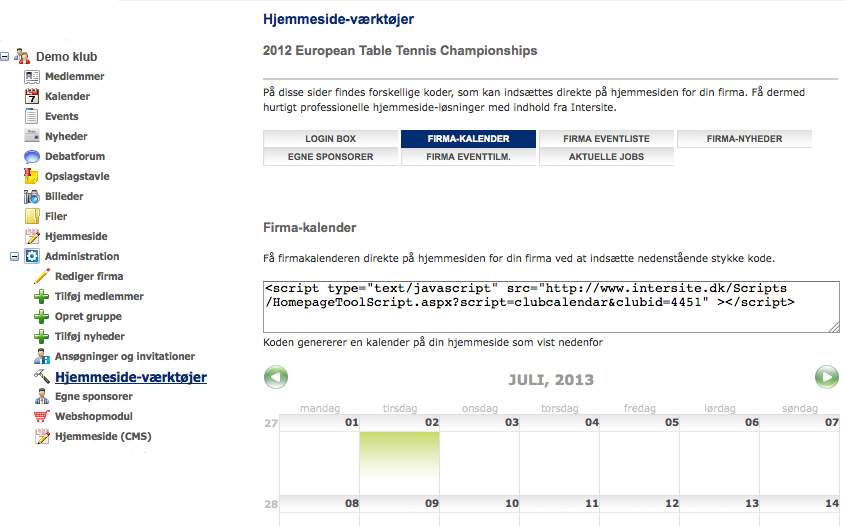 Demo klub
Medlemmer
Kalender
Events
Nyheder
Debatforum
Opslagstavle
Billeder
Filer
Hjemmeside
Administration
Rediger firma
Tilføj medlemmer
Opret gruppe
Tilføj nyheder
Ansøgninger og invitationer
Hjemmeside-værktøjer
Egne sponsorer
Webshopmodul
Hjemmeside (CMS)
Hjemmeside-værktøjer
2012 European Table Tennis Championships
På disse sider findes forskellige koder, som kan indsættes direkte på hjemmesiden for din firma. Få dermed
hurtigt professionelle hjemmeside-løsninger med indhold fra Intersite.
LOGIN BOX FIRMA-KALENDER FIRMA EVENTLISTE FIRMA-NYHEDER
EGNE SPONSORER FIRMA EVENTTILM. AKTUELLE JOBS
Firma-kalender
Få firmakalenderen direkte på hjemmesiden for din firma ved at indsætte nedenstående stykke kode.
<script type="text/javascript" src="http://www.intersite.dk/Scripts
/HomepageToolScript.aspx?script=clubcalendar&clubid=4451" ></script>
Koden genererer en kalender på din hjemmeside som vist nedenfor
JULI, 2013
mandag tirsdag onsdag torsdag fredag lørdag søndag
27 01 02 03 04 05 06 07
28 08 09 10 11 12 13 14